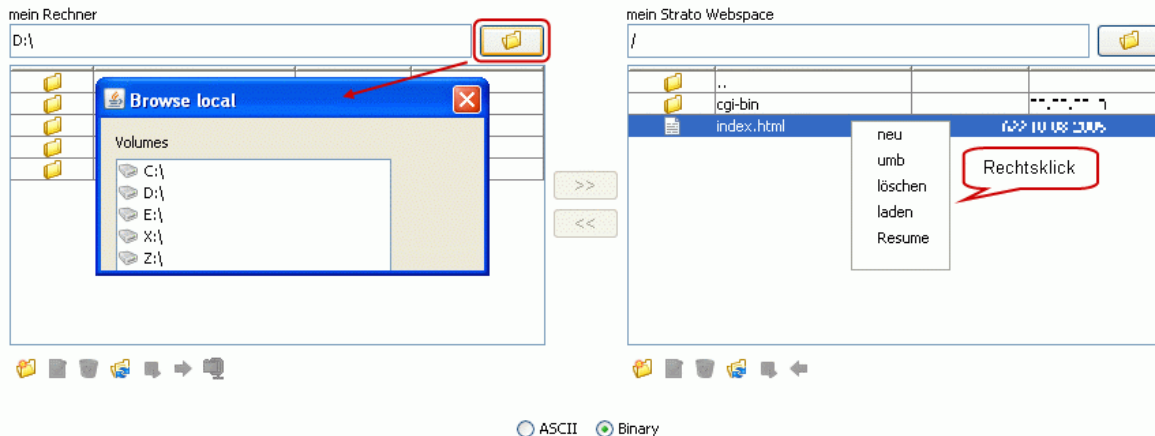 mein Rechner
D:\
Browse local
Volumes
C:\
D:\
E:\
X:\
Z:\
>>
<<
mein Strato Webspace
/
..
cgi-bin
index.html
neu
umb
löschen
laden
Resume
Rechtsklick
ASCII
Binary